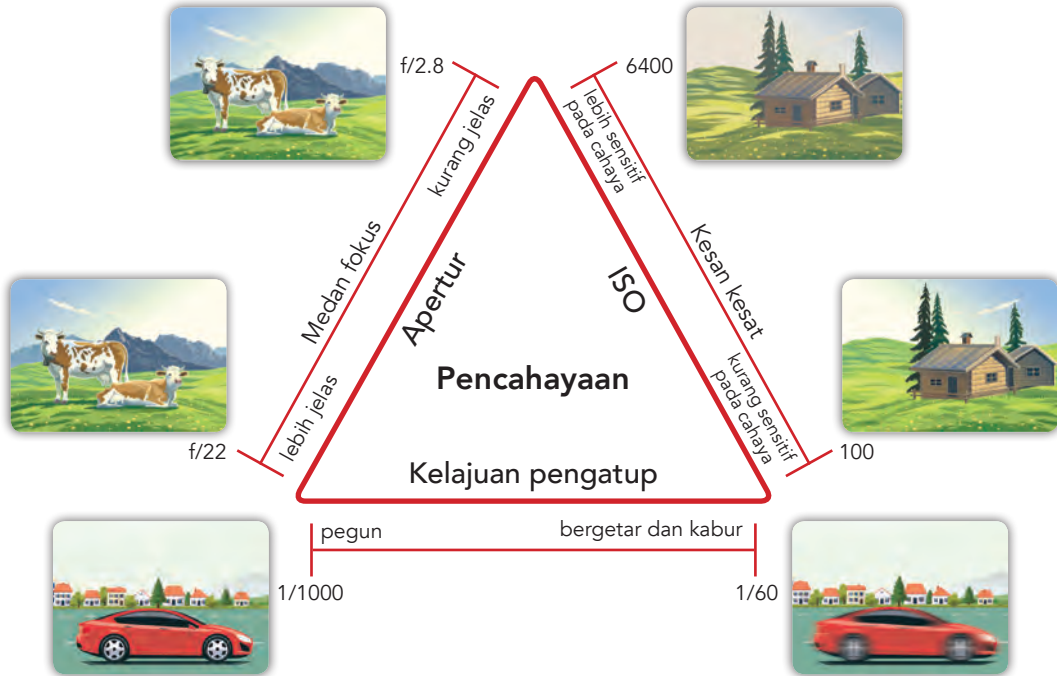 f/2.8
6400
kurang jelas
lebih sensitif
pada cahaya
Medan fokus
Apertur
ISO
Kesan kesat
Pencahayaan
lebih jelas
kurang sensitif
pada cahaya
f/22
100
Kelajuan pengatup
pegun
bergetar dan kabur
1/1000
1/60